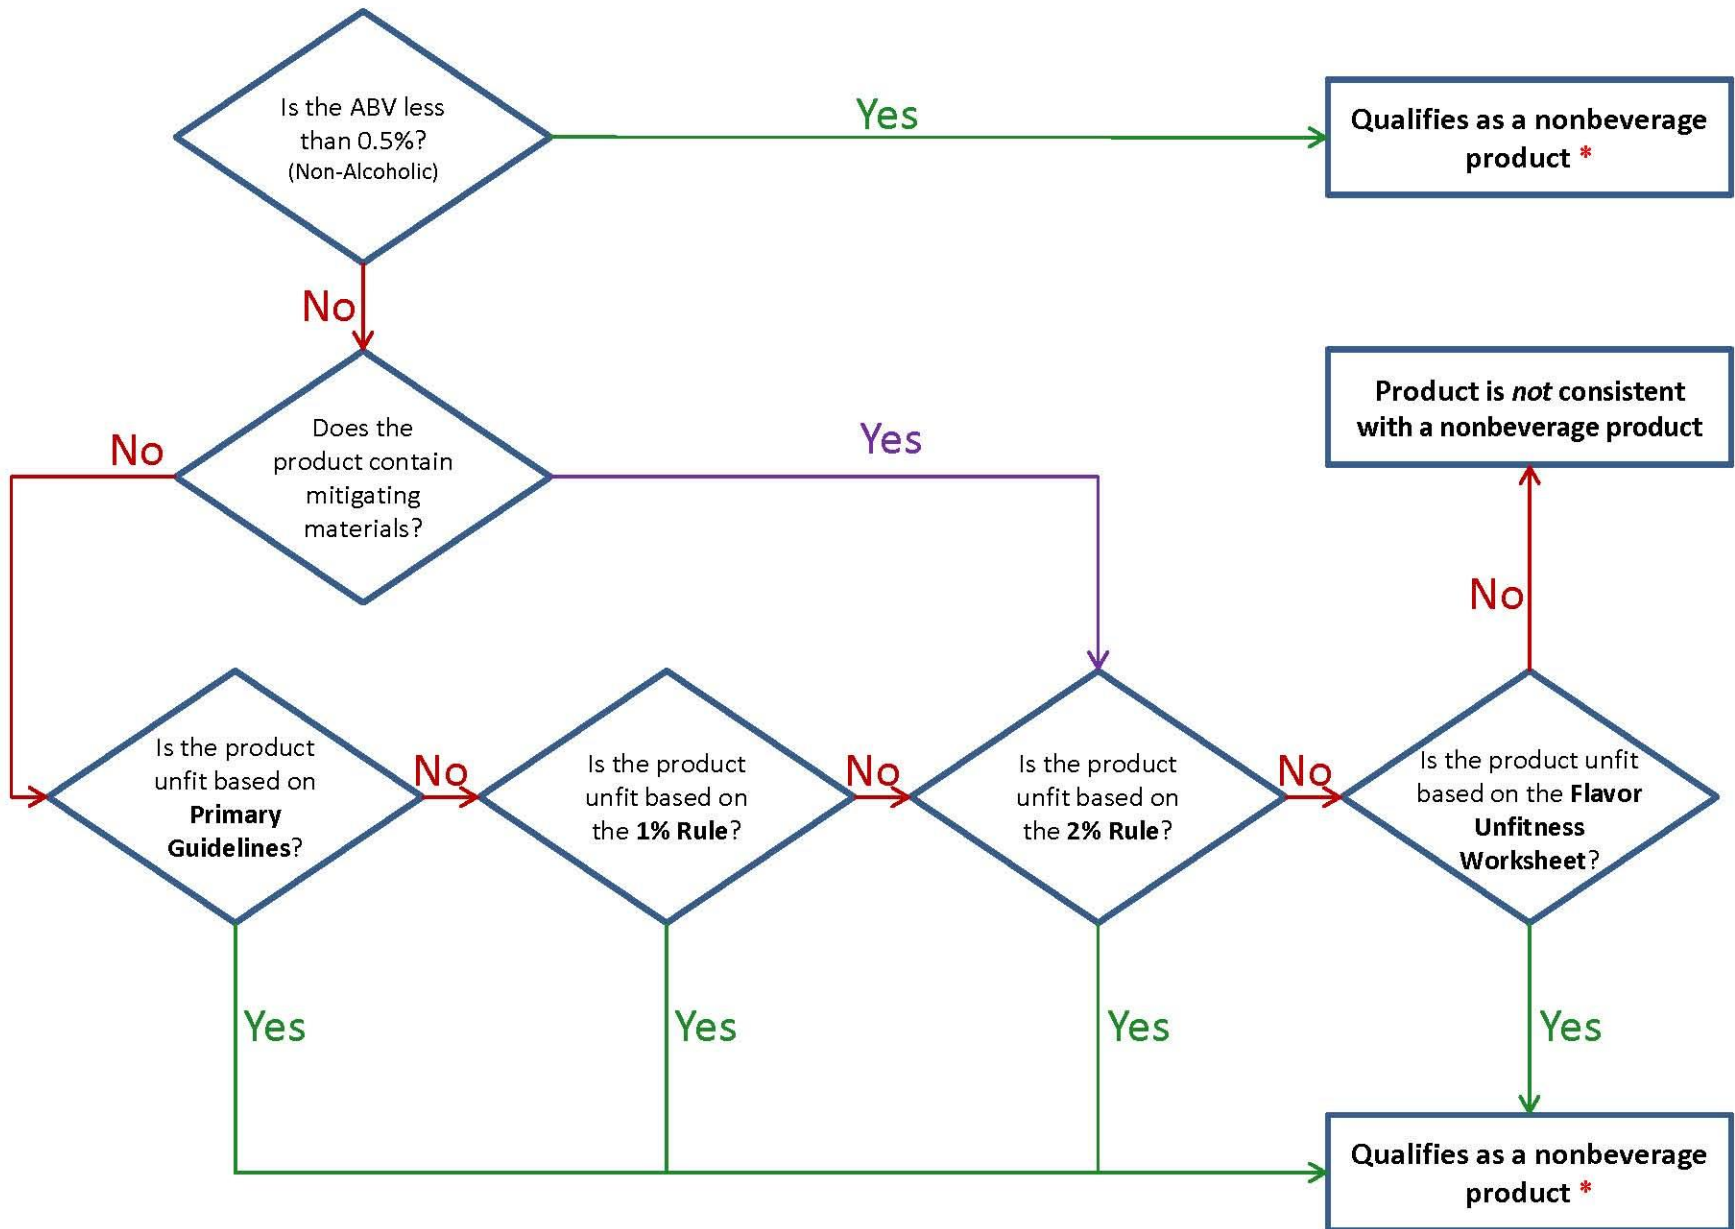 Is the ABV less
than 0.5%?
(Non-Alcoholic)
Yes
Qualifies as a nonbeverage
product *
No
Does the
product contain
mitigating
materials?
No
Yes
Product is not consistent
with a nonbeverage product
No
Is the product
unfit based on
Primary
Guidelines?
No
Is the product
unfit based on
the 1% Rule?
No
Is the product
unfit based on
the 2% Rule?
No
Is the product unfit
based on the Flavor
Unfitness
Worksheet?
Yes
Yes
Yes
Yes
Qualifies as a nonbeverage
product *